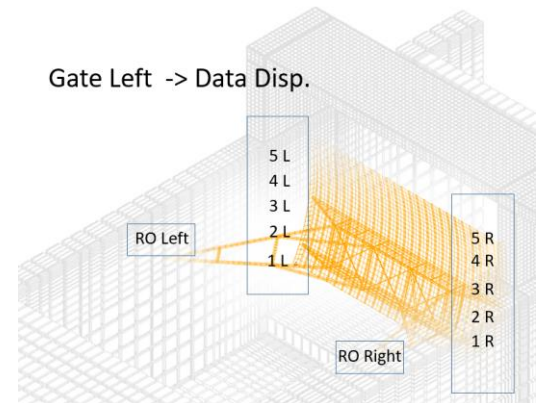 Gate Left -> Data Disp.
5 L
4 L
3 L
2 L
1 L
RO Left
5 R
4 R
3 R
2 R
1 R
RO Right